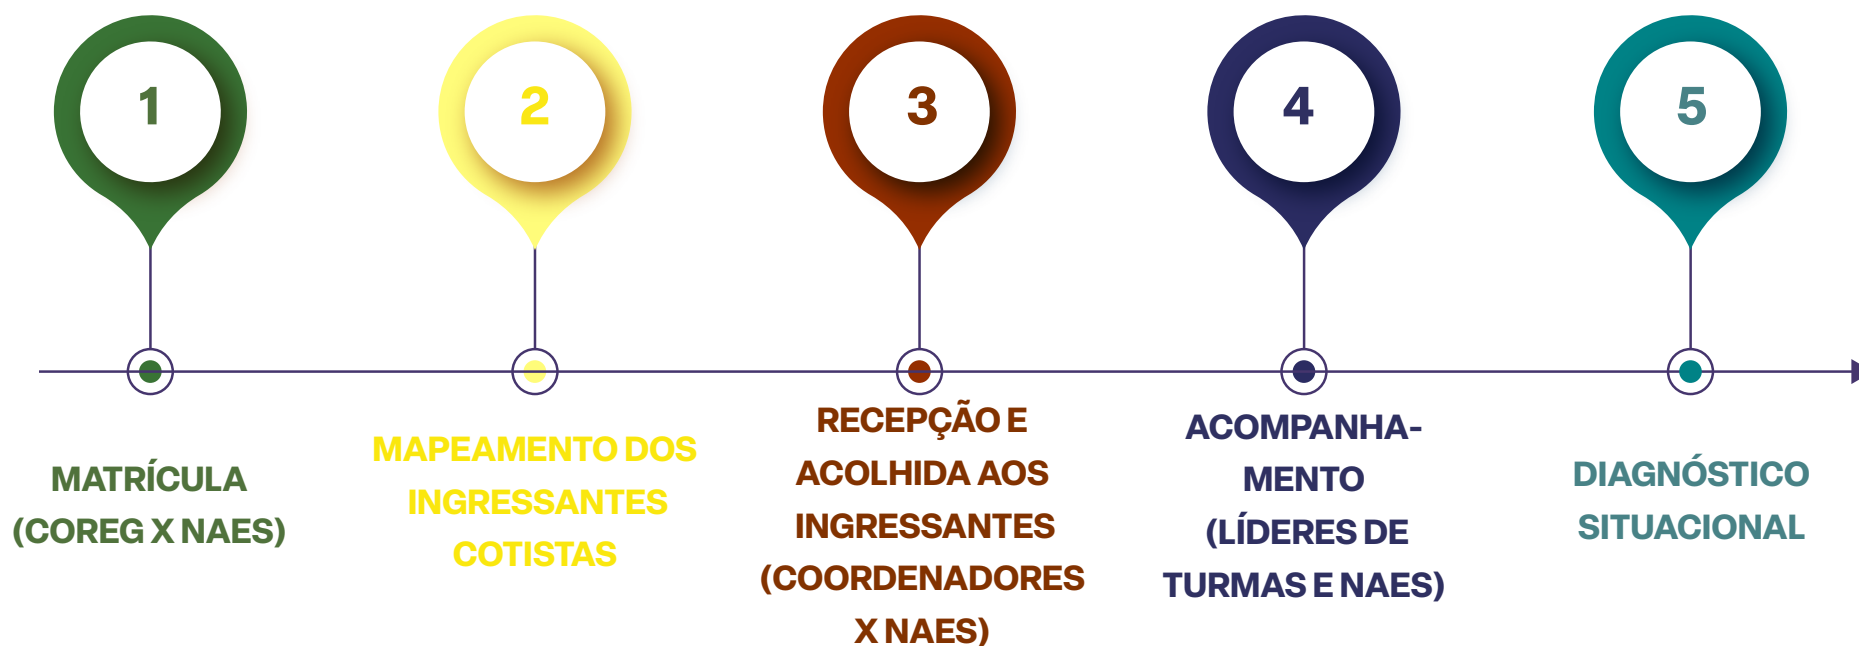 1
2
3
4
5
MATRÍCULA
(COREG X NAES)
MAPEAMENTO DOS
INGRESSANTES
COTISTAS
RECEPÇÃO E
ACOLHIDA AOS
INGRESSANTES
(COORDENADORES
X NAES)
ACOMPANHA-
MENTO
(LÍDERES DE
TURMAS E NAES)
DIAGNÓSTICO
SITUACIONAL